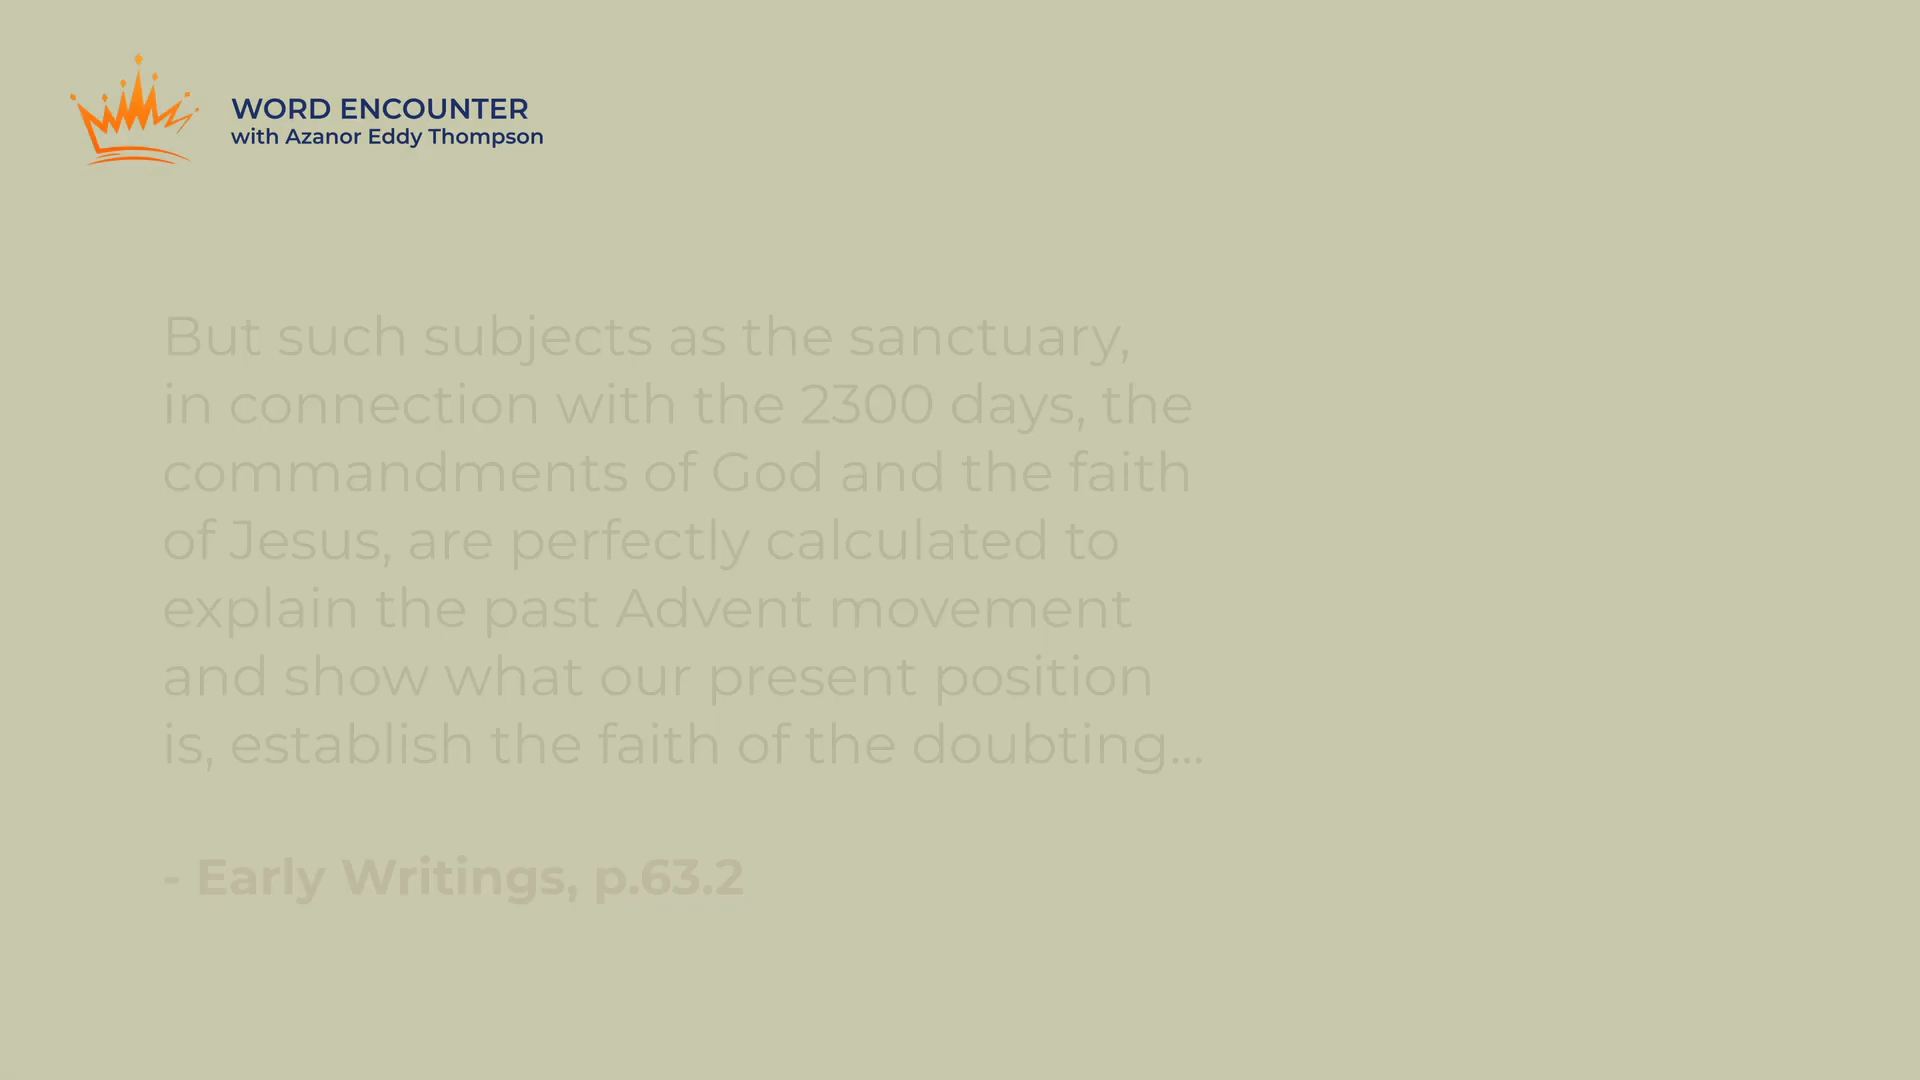 WORD ENCOUNTER
with Azanor Eddy Thompson
But such subjects as the sanctuary,
in connection with the 2300 days, the
commandments of God and the faith
of Jesus, are perfectly calculated to
explain the past Advent movement
and show what our present position
is, establish the faith of the doubting...
- Early Writings, p.63.2